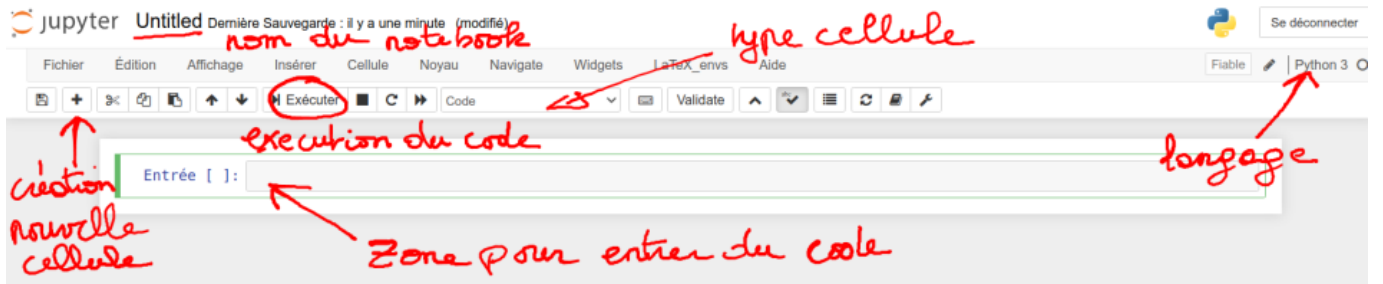 jupyter Untitled Dernière Sauvegarde : il y a une minute (modifié) Se déconnecter
nom du notebook
type cellule
Fichier Édition Affichage Insérer Cellule Noyau Navigate Widgets LaTeX_envs Aide Fiable Python 3
Exécuter Code Validate
execution du code
langage
Entrée [ ]:
création
nouvelle
cellule
Zone pour entrer du code